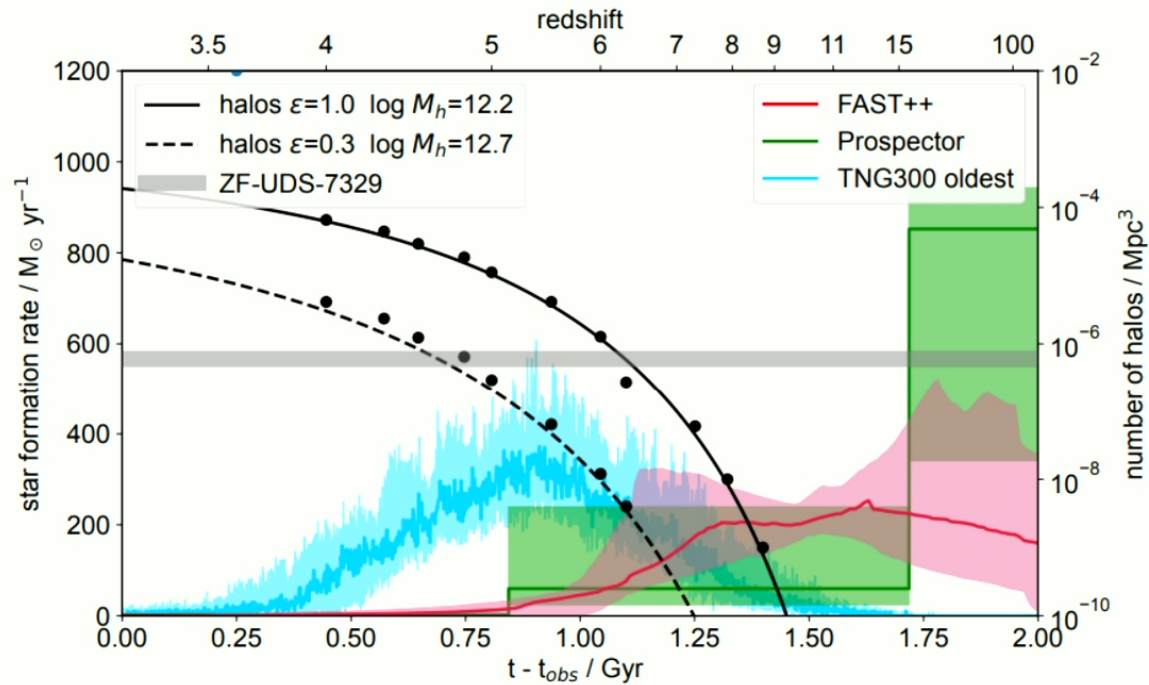 redshift
3.5 4 5 6 7 8 9 11 15 100
1200
1000
800
600
400
200
0
star formation rate / M⊙ yr⁻¹
halos ε=1.0 log Mₕ=12.2
halos ε=0.3 log Mₕ=12.7
ZF-UDS-7329
FAST++
Prospector
TNG300 oldest
10⁻²
10⁻⁴
10⁻⁶
10⁻⁸
10⁻¹⁰
number of halos / Mpc³
0.00 0.25 0.50 0.75 1.00 1.25 1.50 1.75 2.00
t - t_obs / Gyr